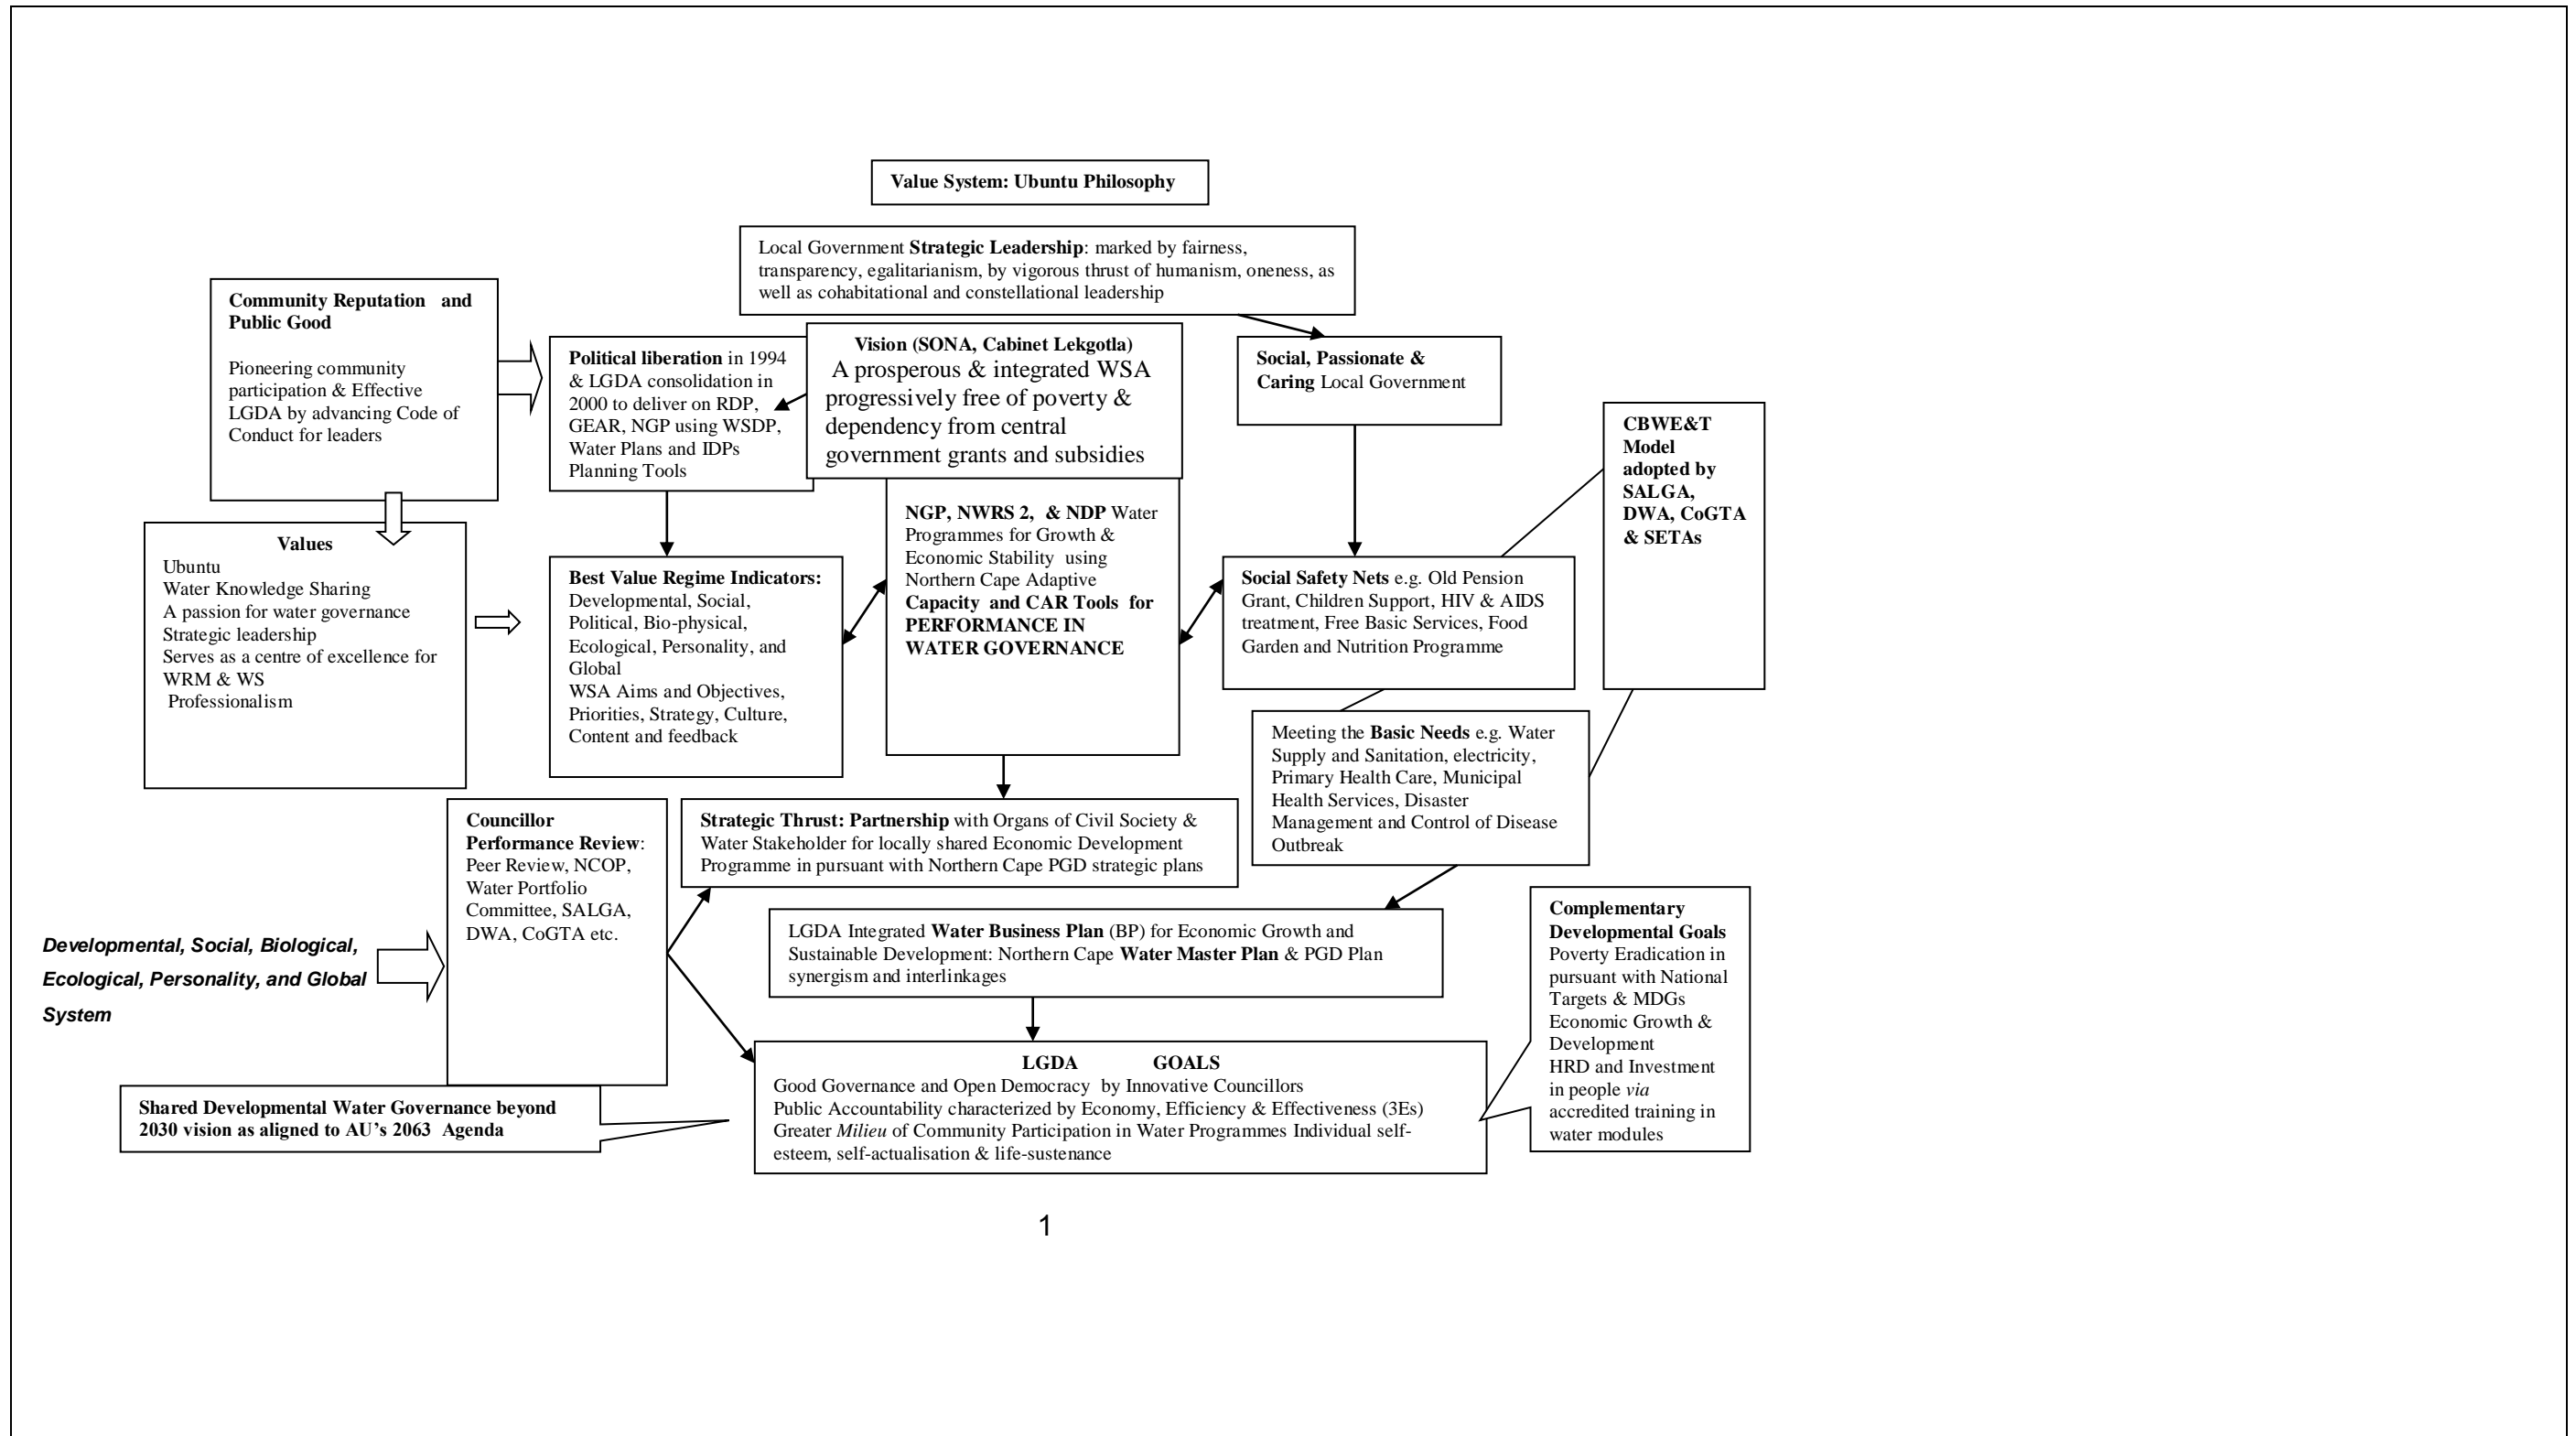 Value System: Ubuntu Philosophy
Local Government Strategic Leadership: marked by fairness,
transparency, egalitarianism, by vigorous thrust of humanism, oneness, as
well as cohabitational and constellational leadership
Community Reputation and
Public Good
Pioneering community
participation & Effective
LGDA by advancing Code of
Conduct for leaders
Political liberation in 1994
& LGDA consolidation in
2000 to deliver on RDP,
GEAR, NGP using WSDP,
Water Plans and IDPs
Planning Tools
Vision (SONA, Cabinet Lekgotla)
A prosperous & integrated WSA
progressively free of poverty &
dependency from central
government grants and subsidies
Social, Passionate &
Caring Local Government
CBWE&T
Model
adopted by
SALGA,
DWA, CoGTA
& SETAs
Values
Ubuntu
Water Knowledge Sharing
A passion for water governance
Strategic leadership
Serves as a centre of excellence for
WRM & WS
Professionalism
Best Value Regime Indicators:
Developmental, Social,
Political, Bio-physical,
Ecological, Personality, and
Global
WSA Aims and Objectives,
Priorities, Strategy, Culture,
Content and feedback
NGP, NWRS 2, & NDP Water
Programmes for Growth &
Economic Stability using
Northern Cape Adaptive
Capacity and CAR Tools for
PERFORMANCE IN
WATER GOVERNANCE
Social Safety Nets e.g. Old Pension
Grant, Children Support, HIV & AIDS
treatment, Free Basic Services, Food
Garden and Nutrition Programme
Meeting the Basic Needs e.g. Water
Supply and Sanitation, electricity,
Primary Health Care, Municipal
Health Services, Disaster
Management and Control of Disease
Outbreak
Councillor
Performance Review:
Peer Review, NCOP,
Water Portfolio
Committee, SALGA,
DWA, CoGTA etc.
Strategic Thrust: Partnership with Organs of Civil Society &
Water Stakeholder for locally shared Economic Development
Programme in pursuant with Northern Cape PGD strategic plans
Developmental, Social, Biological,
Ecological, Personality, and Global
System
LGDA Integrated Water Business Plan (BP) for Economic Growth and
Sustainable Development: Northern Cape Water Master Plan & PGD Plan
synergism and interlinkages
Complementary
Developmental Goals
Poverty Eradication in
pursuant with National
Targets & MDGs
Economic Growth &
Development
HRD and Investment
in people via
accredited training in
water modules
LGDA GOALS
Good Governance and Open Democracy by Innovative Councillors
Public Accountability characterized by Economy, Efficiency & Effectiveness (3Es)
Greater Milieu of Community Participation in Water Programmes Individual self-
esteem, self-actualisation & life-sustenance
Shared Developmental Water Governance beyond
2030 vision as aligned to AU's 2063 Agenda
1